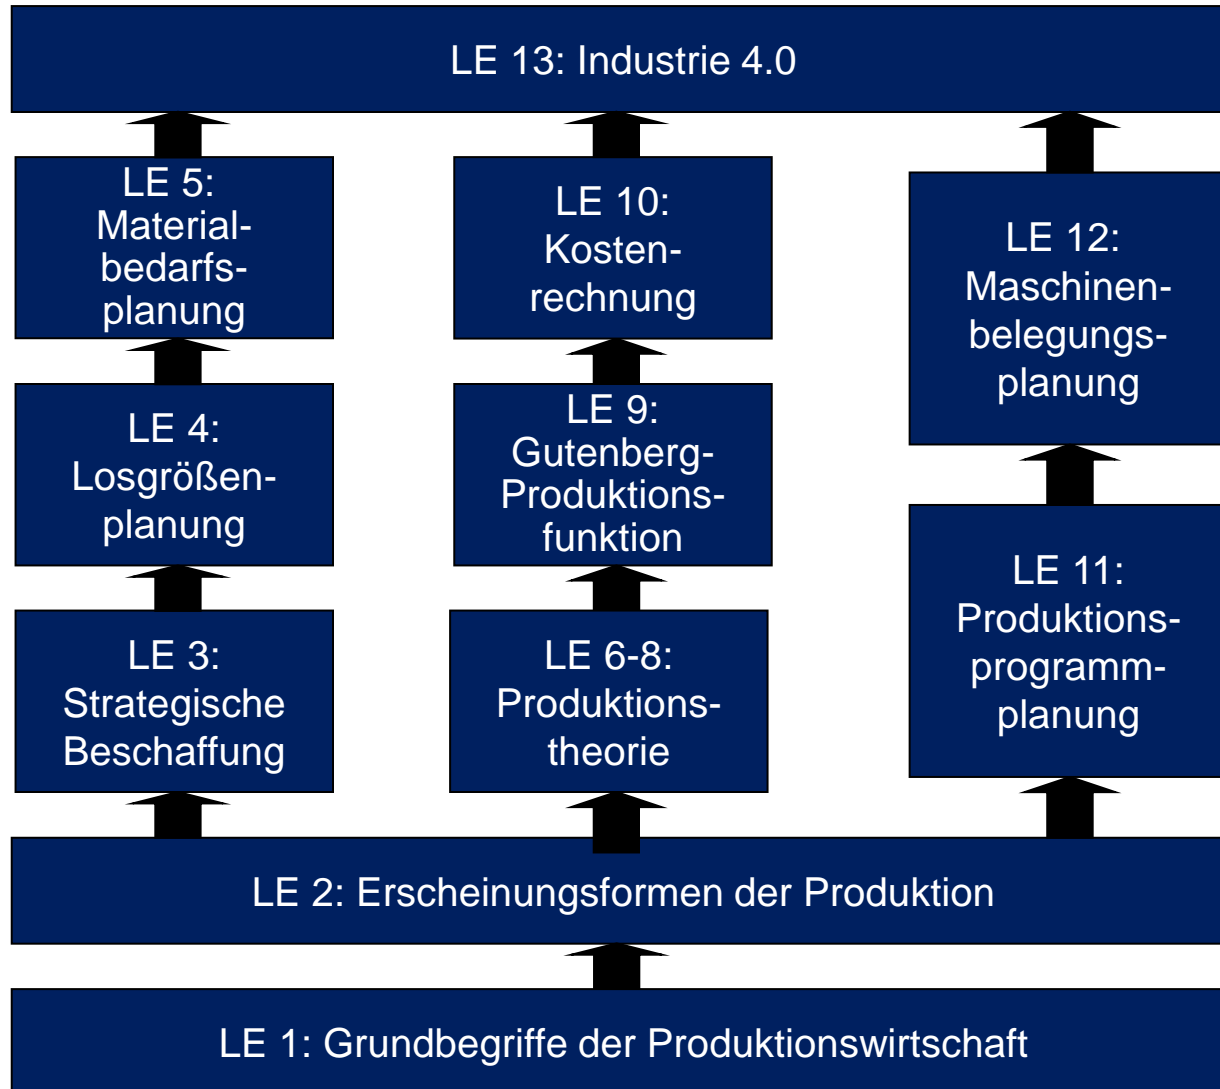 LE 13: Industrie 4.0
LE 5:
Material-
bedarfs-
planung
LE 10:
Kosten-
rechnung
LE 12:
Maschinen-
belegungs-
planung
LE 4:
Losgrößen-
planung
LE 9:
Gutenberg-
Produktions-
funktion
LE 11:
Produktions-
programm-
planung
LE 3:
Strategische
Beschaffung
LE 6-8:
Produktions-
theorie
LE 2: Erscheinungsformen der Produktion
LE 1: Grundbegriffe der Produktionswirtschaft